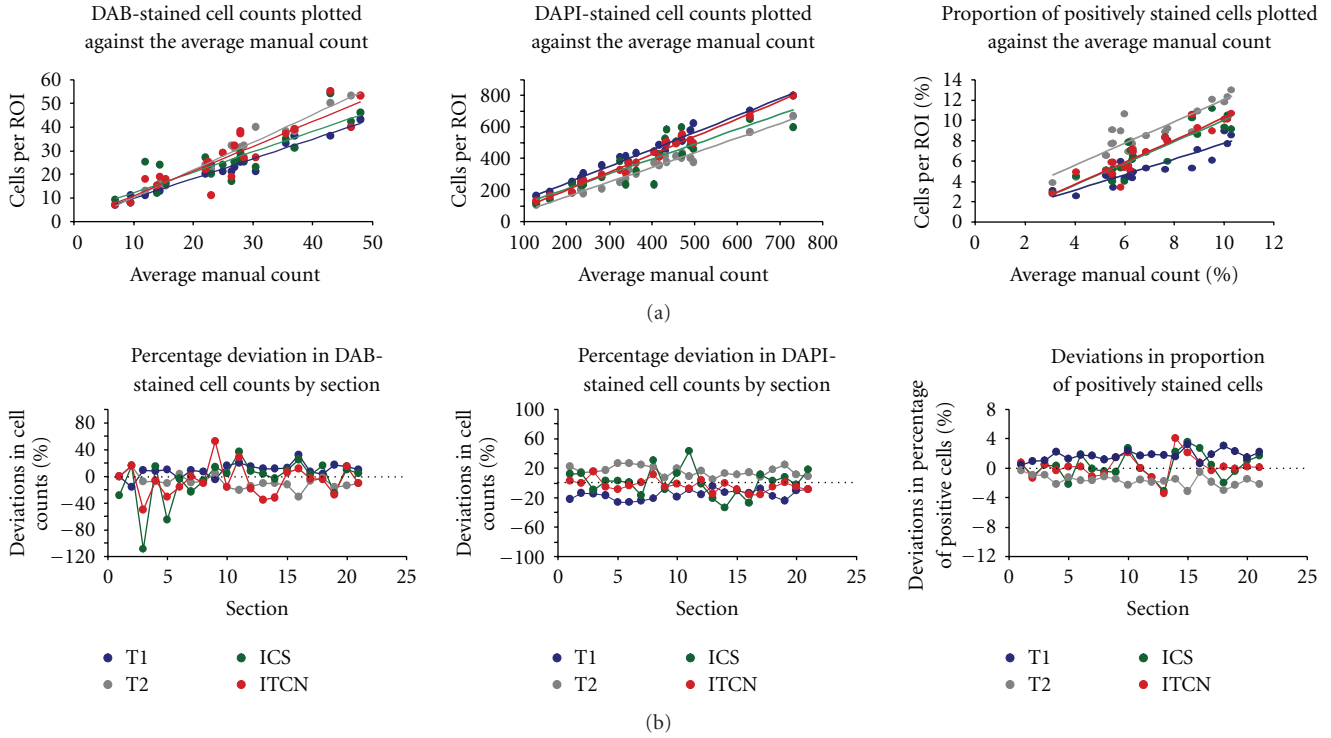 DAB-stained cell counts plotted
against the average manual count
Cells per ROI
60
50
40
30
20
10
0
0 10 20 30 40 50
Average manual count
DAPI-stained cell counts plotted
against the average manual count
Cells per ROI
800
600
400
200
0
100 200 300 400 500 600 700 800
Average manual count
Proportion of positively stained cells plotted
against the average manual count
Cells per ROI (%)
14
12
10
8
6
4
2
0
0 2 4 6 8 10 12
Average manual count (%)
(a)
Percentage deviation in DAB-
stained cell counts by section
Deviations in cell
counts (%)
80
40
0
−40
−80
−120
0 5 10 15 20 25
Section
T1
T2
ICS
ITCN
Percentage deviation in DAPI-
stained cell counts by section
Deviations in cell
counts (%)
100
60
20
−20
−60
−100
0 5 10 15 20 25
Section
T1
T2
ICS
ITCN
Deviations in proportion
of positively stained cells
Deviations in percentage
of positive cells (%)
8
4
0
−4
−8
−12
0 5 10 15 20 25
Section
T1
T2
ICS
ITCN
(b)